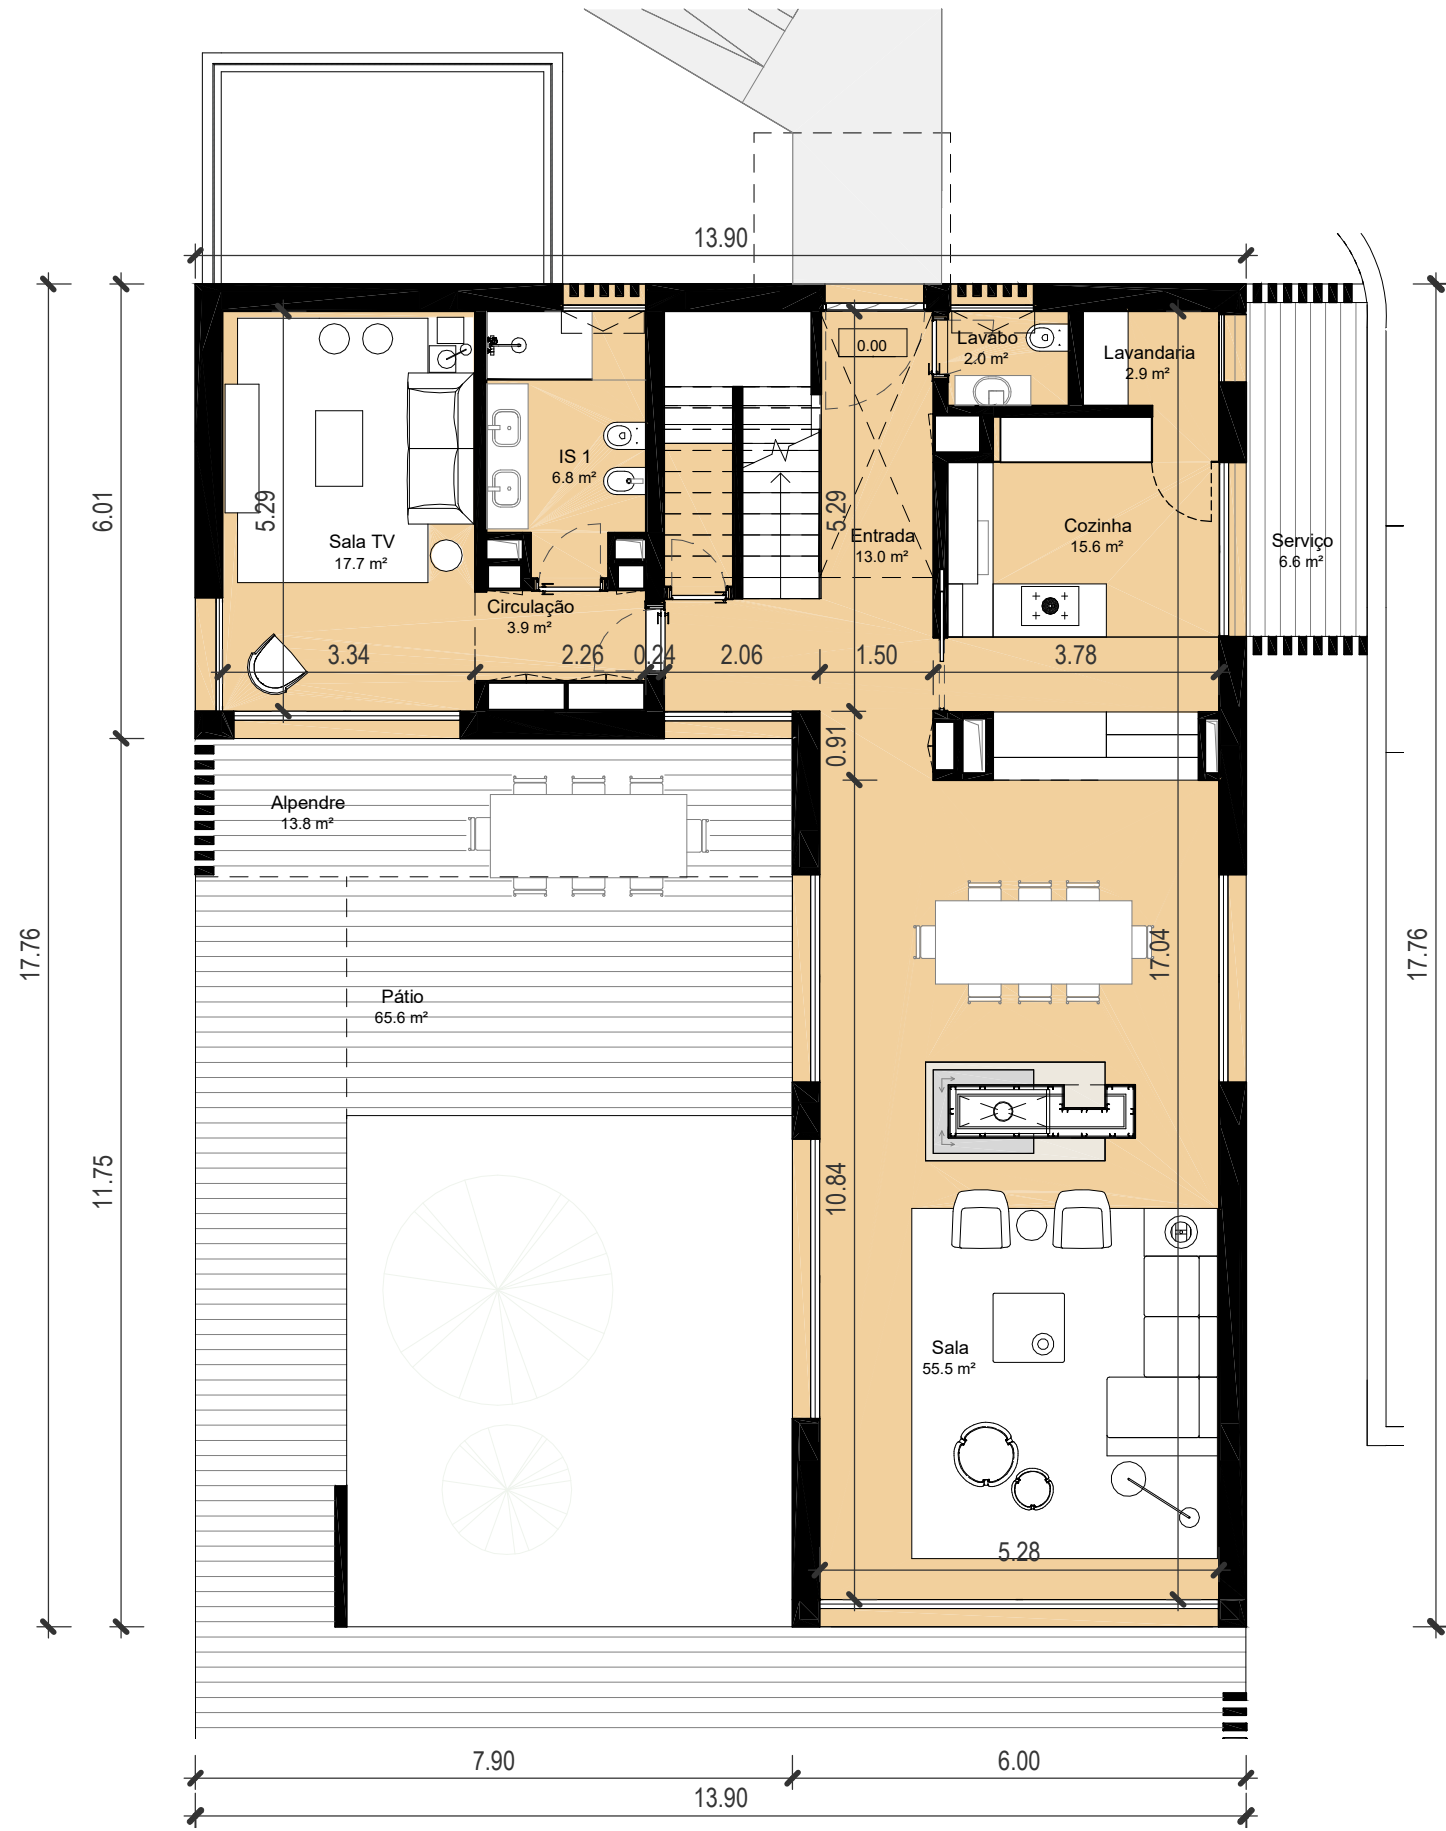 13.90
0.00
Lavabo
2.0 m²
Lavandaria
2.9 m²
IS 1
6.8 m²
6.01
5.29
5.29
Sala TV
17.7 m²
Entrada
13.0 m²
Cozinha
15.6 m²
Serviço
6.6 m²
Circulação
3.9 m²
3.34
2.26
0.24
2.06
1.50
3.78
0.91
Alpendre
13.8 m²
17.76
17.04
17.76
Pátio
65.6 m²
11.75
10.84
Sala
55.5 m²
5.28
7.90
6.00
13.90